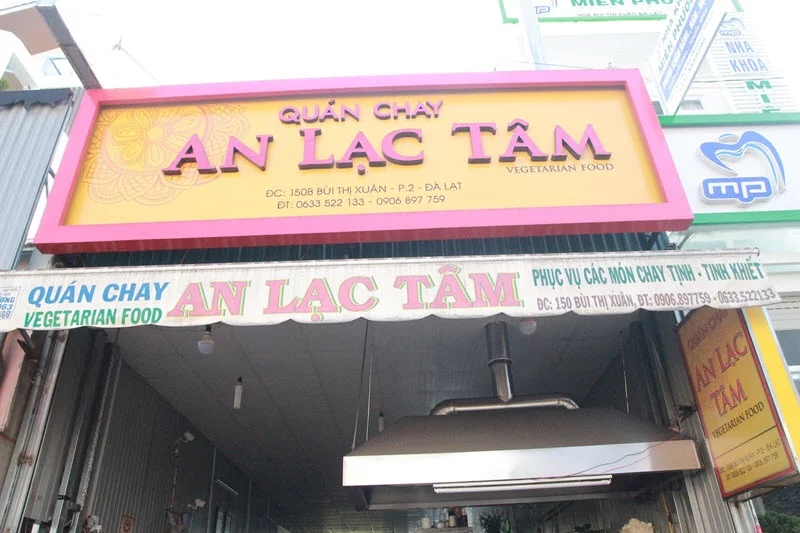 QUÁN CHAY
AN LẠC TÂM
VEGETARIAN FOOD
ĐC: 150B BÙI THỊ XUÂN - P.2 - ĐÀ LẠT
ĐT: 0633 522 133 - 0906 897 759
QUÁN CHAY
VEGETARIAN FOOD
AN LẠC TÂM
PHỤC VỤ CÁC MÓN CHAY TỊNH - TINH KHIẾT
ĐC: 150 BÙI THỊ XUÂN, ĐT: 0906.897759 - 0633.522133
QUÁN CHAY
AN LẠC
TÂM
VEGETARIAN FOOD
NHA KHOA
mp
NHA KHOA